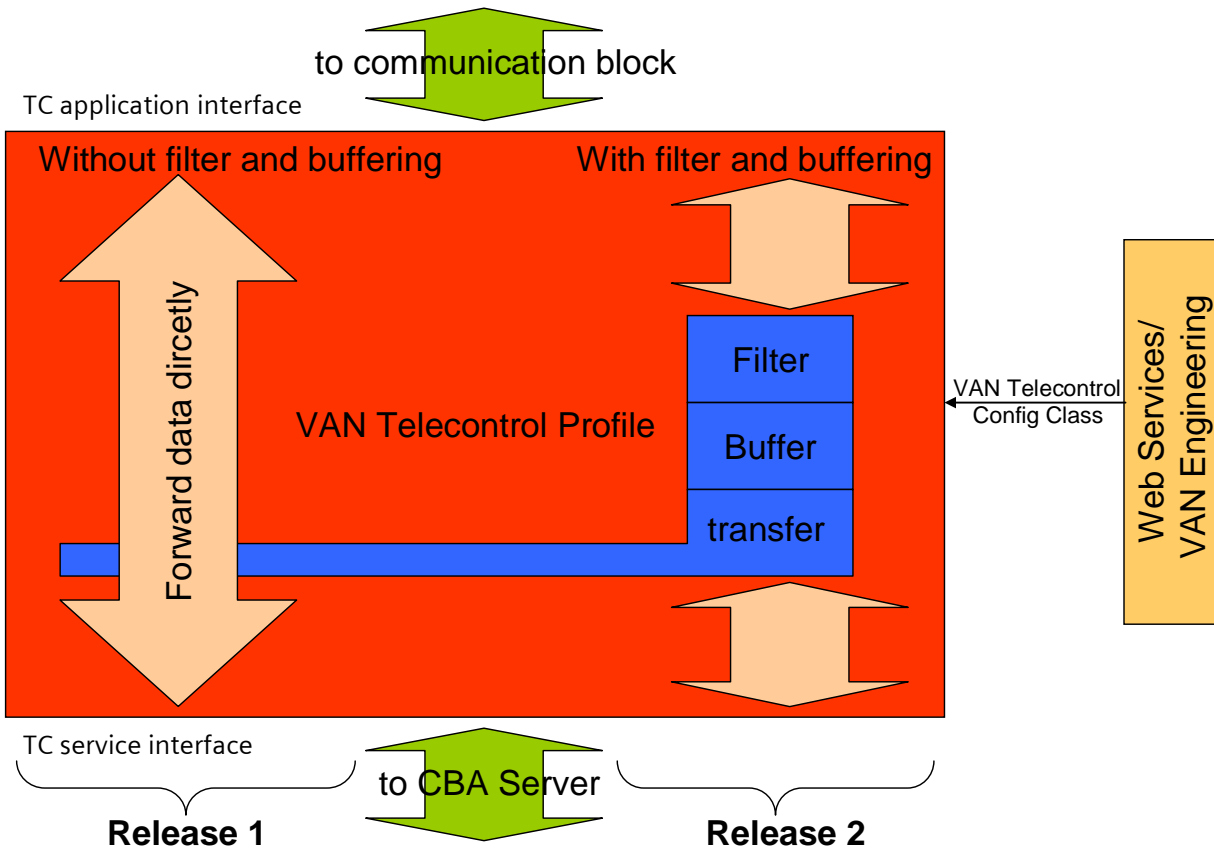 to communication block
TC application interface
Without filter and buffering
With filter and buffering
Forward data dircetly
VAN Telecontrol Profile
Filter
Buffer
transfer
VAN Telecontrol
Config Class
Web Services/
VAN Engineering
TC service interface
to CBA Server
Release 1
Release 2